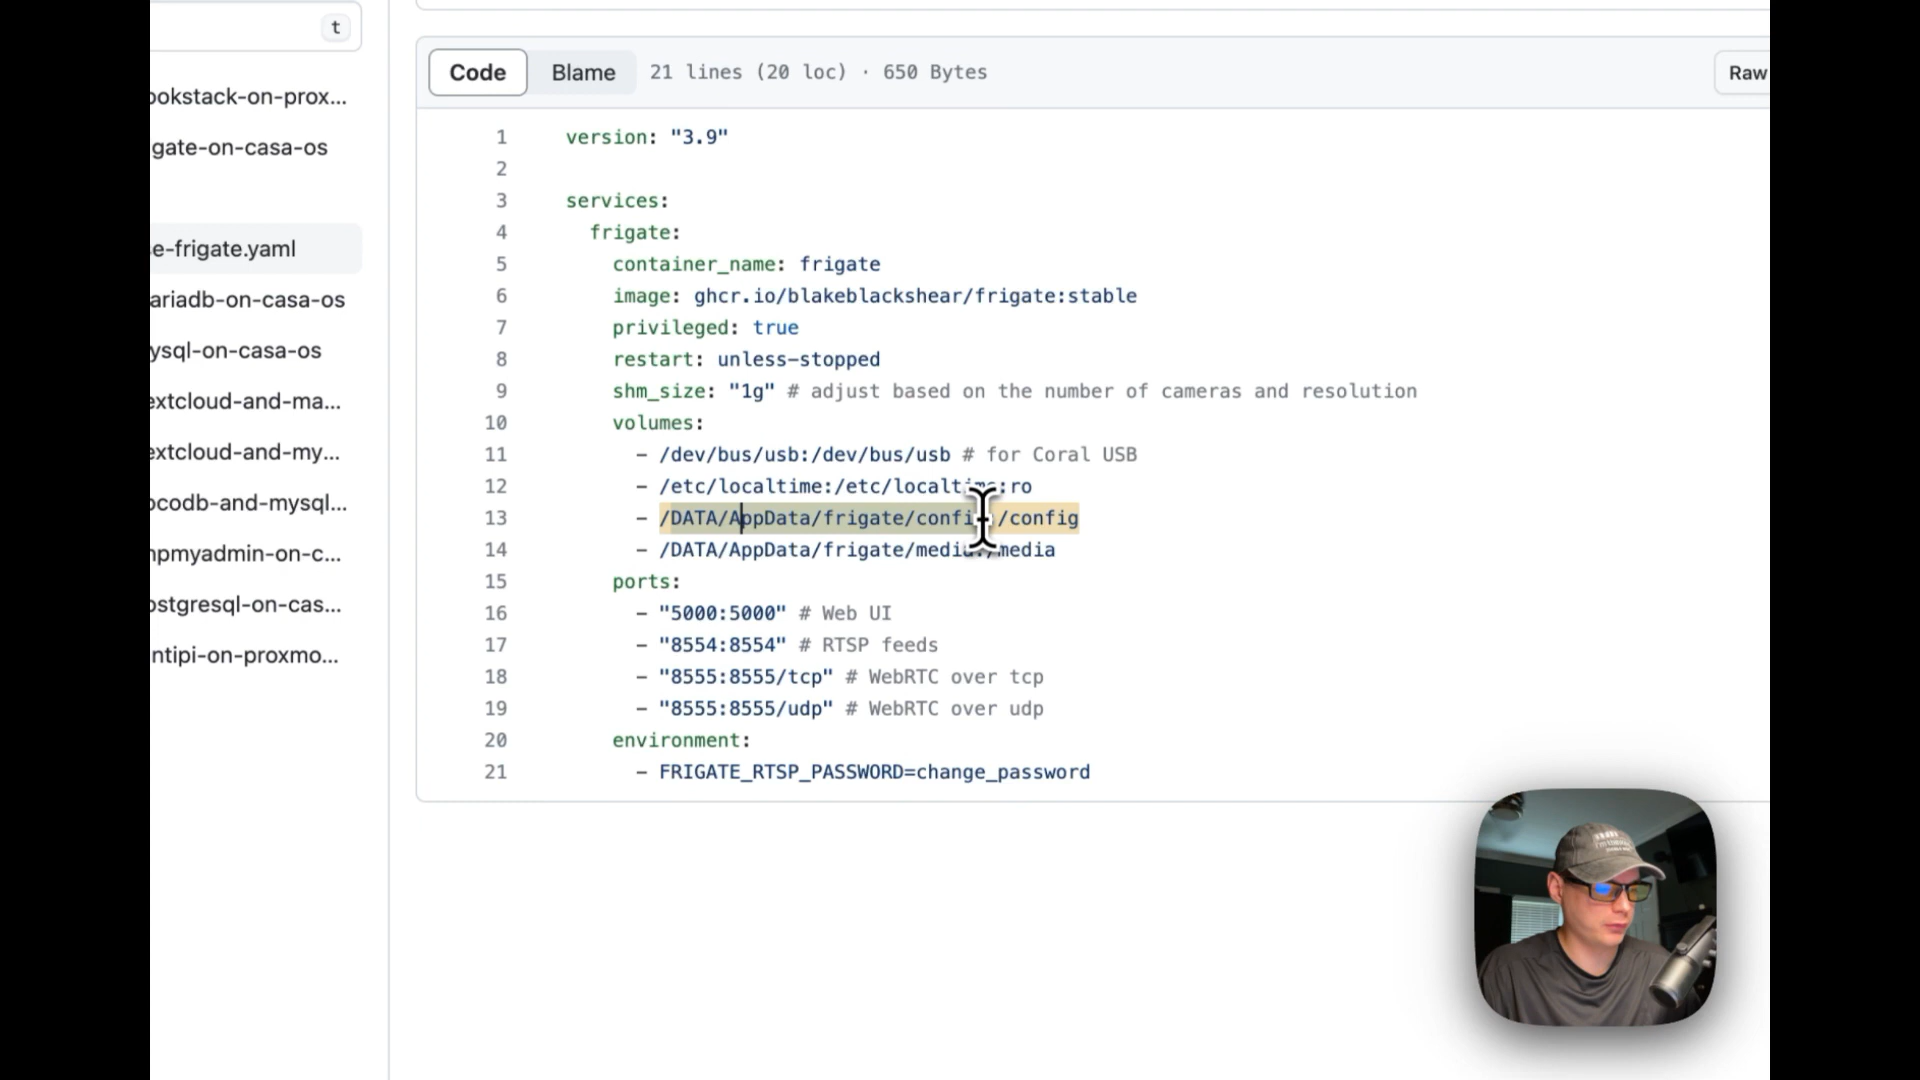 t
ookstack-on-prox...
gate-on-casa-os
e-frigate.yaml
ariadb-on-casa-os
ysql-on-casa-os
extcloud-and-ma...
extcloud-and-my...
ocodb-and-mysql...
hpmyadmin-on-c...
ostgresql-on-cas...
ntipi-on-proxmo...
Code Blame 21 lines (20 loc) · 650 Bytes Raw
1 version: "3.9"
2
3 services:
4 frigate:
5 container_name: frigate
6 image: ghcr.io/blakeblackshear/frigate:stable
7 privileged: true
8 restart: unless-stopped
9 shm_size: "1g" # adjust based on the number of cameras and resolution
10 volumes:
11 - /dev/bus/usb:/dev/bus/usb # for Coral USB
12 - /etc/localtime:/etc/localtime:ro
13 - /DATA/AppData/frigate/config:/config
14 - /DATA/AppData/frigate/media:/media
15 ports:
16 - "5000:5000" # Web UI
17 - "8554:8554" # RTSP feeds
18 - "8555:8555/tcp" # WebRTC over tcp
19 - "8555:8555/udp" # WebRTC over udp
20 environment:
21 - FRIGATE_RTSP_PASSWORD=change_password